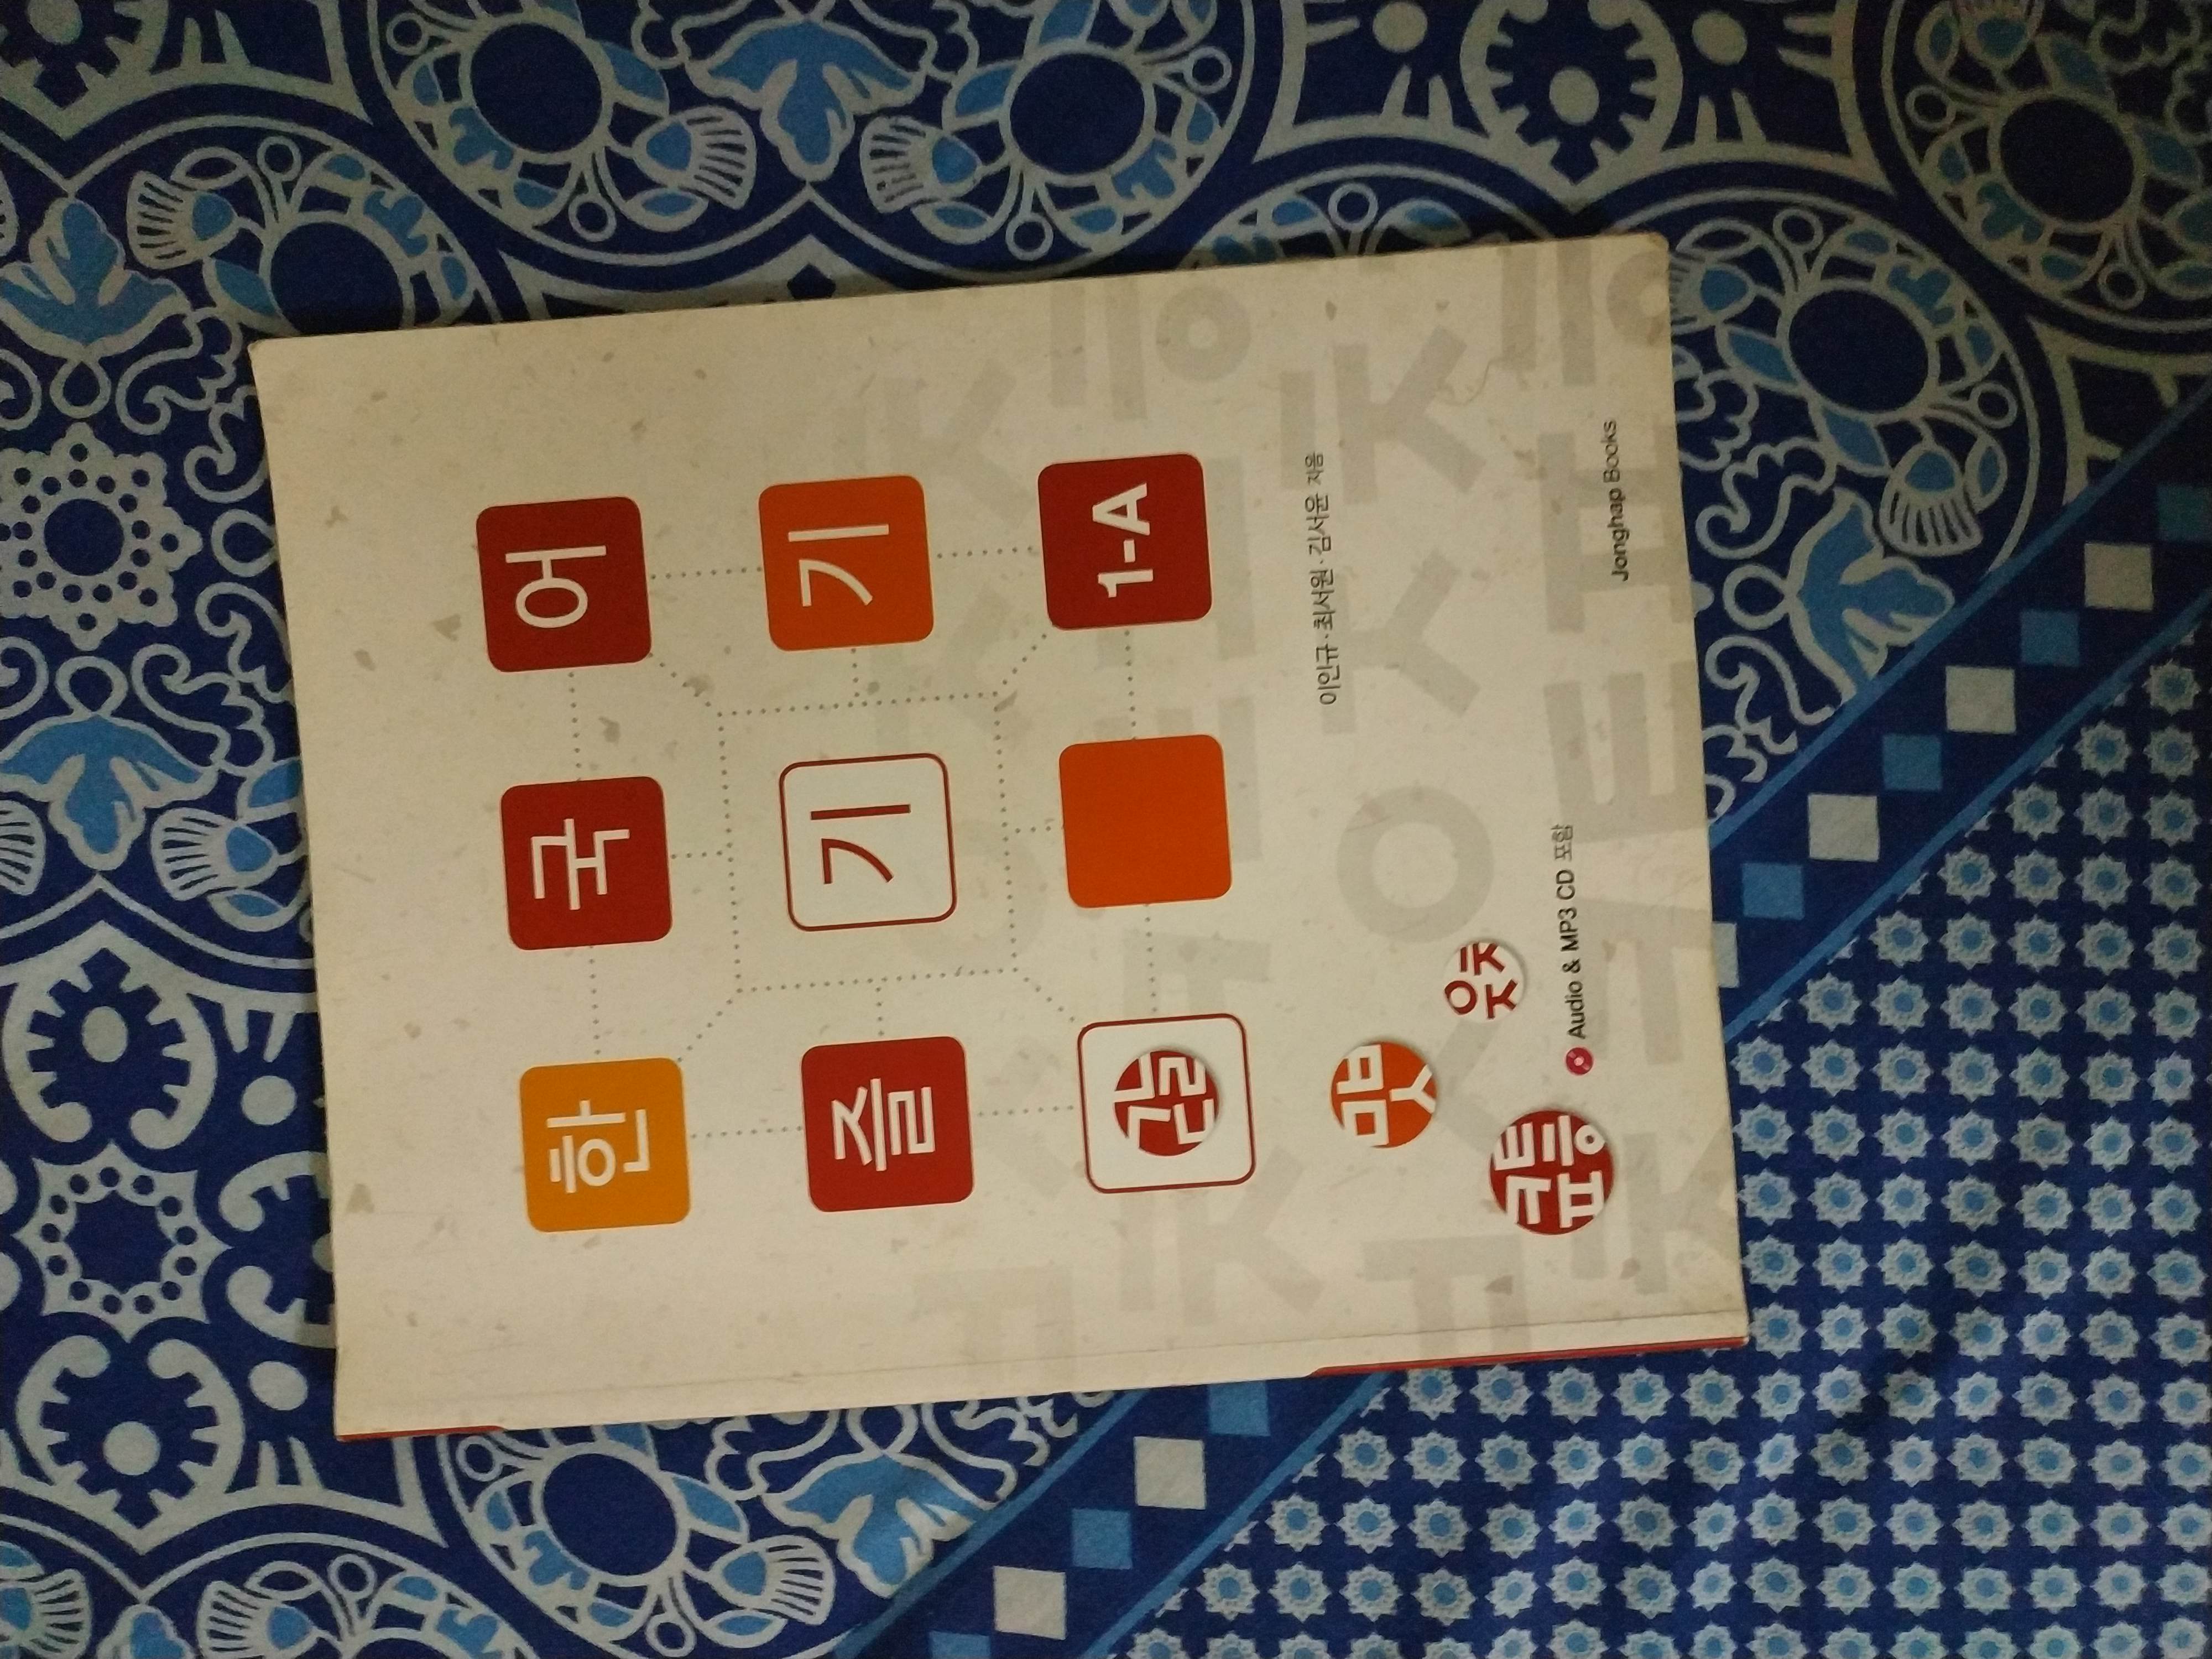 한국어
즐기기
1-A
이인규·최서원·김서윤 지음
Audio & MP3 CD 포함
Jonghap Books